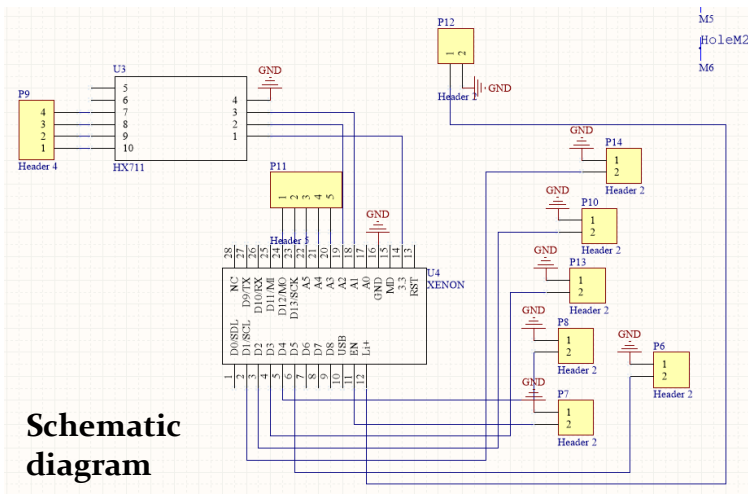 P12
M5
HoleM2
M6
1
2
GND
Header 2
U3
GND
5
6
7
8
9
10
4
3
2
1
HX711
P9
4
3
2
1
Header 4
P11
1
2
3
4
5
Header 5
GND
GND
P14
1
2
Header 2
GND
P10
1
2
Header 2
GND
P13
1
2
Header 2
GND
P8
1
2
Header 2
GND
P6
1
2
Header 2
GND
P7
1
2
Header 2
U4
XENON
28 27 26 25 24 23 22 21 20 19 18 17 16 15 14 13
NC D9/TX D10/RX D11/MI D12/MO D13/SCK A5 A4 A3 A2 A1 A0 GND MD 3.3 RST
D0/SDL D1/SCL D2 D3 D4 D5 D6 D7 D8 USB EN Li+
1 2 3 4 5 6 7 8 9 10 11 12
Schematic
diagram